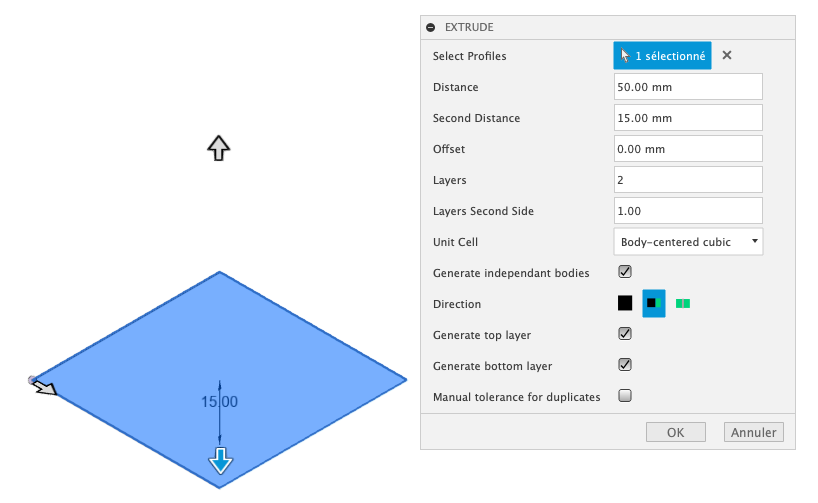 EXTRUDE
Select Profiles 1 sélectionné
Distance 50.00 mm
Second Distance 15.00 mm
Offset 0.00 mm
Layers 2
Layers Second Side 1.00
Unit Cell Body-centered cubic
Generate independant bodies
Direction
Generate top layer
Generate bottom layer
Manual tolerance for duplicates
OK Annuler
15.00